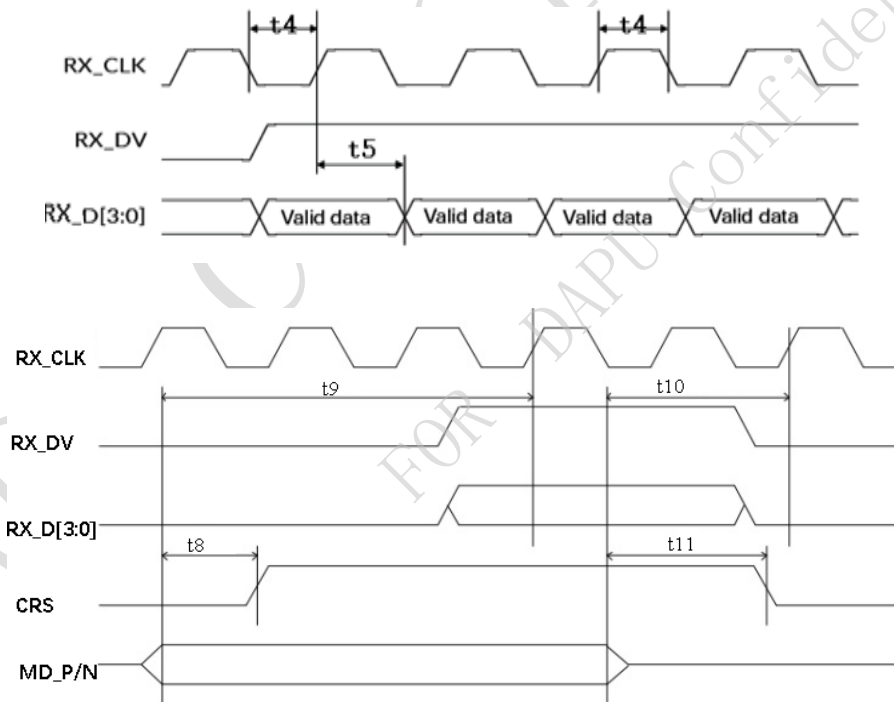 t4 t4
RX_CLK
RX_DV
t5
RX_D[3:0] Valid data Valid data Valid data Valid data
RX_CLK
t9 t10
RX_DV
RX_D[3:0]
t8 t11
CRS
MD_P/N
FOR DAPU Confider